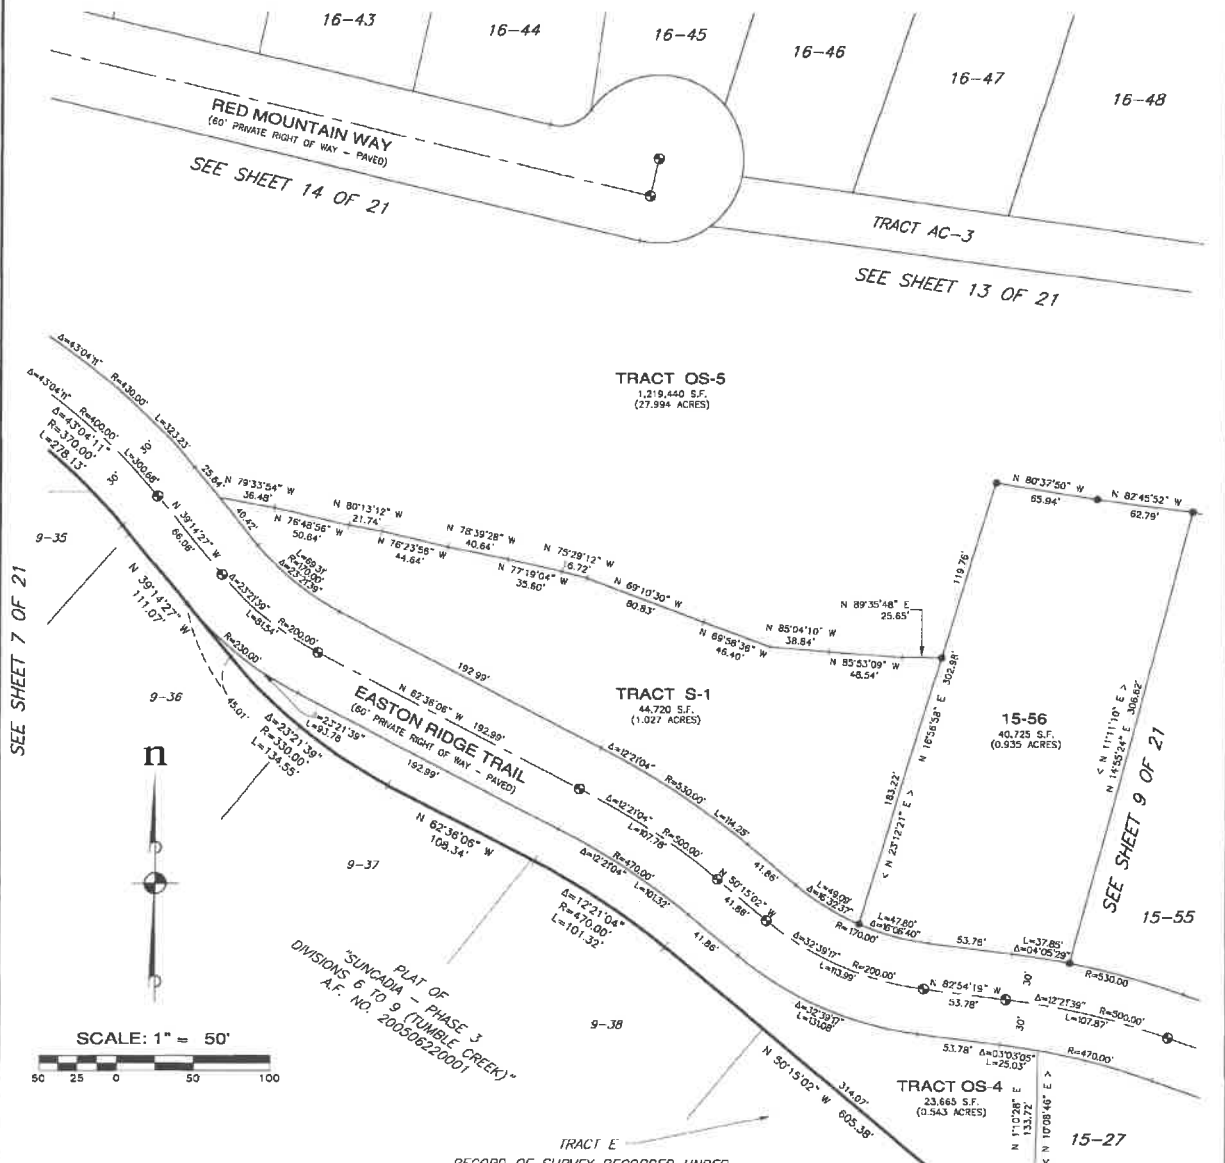 16-43
16-44
16-45
16-46
16-47
16-48
RED MOUNTAIN WAY
(60' PRIVATE RIGHT OF WAY - PAVED)
SEE SHEET 14 OF 21
TRACT AC-3
SEE SHEET 13 OF 21
TRACT OS-5
1,219,440 S.F.
(27.994 ACRES)
Δ=43°04'11"
R=430.00'
L=323.23'
25.64'
Δ=43°04'11"
R=400.00'
L=300.68'
Δ=43°04'11"
R=370.00'
L=278.13'
30'
30'
N 79°33'54" W
36.48'
N 76°48'56" W
50.84'
N 80°13'12" W
21.74'
N 76°23'58" W
44.64'
N 78°39'28" W
40.64'
N 77°19'04" W
35.60'
N 75°29'12" W
16.72'
N 69°10'30" W
80.83'
N 69°58'36" W
46.40'
N 85°04'10" W
38.84'
N 85°53'09" W
48.54'
N 89°35'48" E
25.65'
N 80°37'50" W
65.94'
N 82°45'52" W
62.79'
119.76'
N 16°56'58" E 302.98'
183.22'
< N 23°12'21" E >
< N 11°11'10" E >
N 14°55'24" E 306.62'
15-56
40,725 S.F.
(0.935 ACRES)
SEE SHEET 9 OF 21
15-55
9-35
SEE SHEET 7 OF 21
N 39°14'27" W
66.08'
40.42'
L=69.31'
R=170.00'
Δ=23°21'39"
Δ=23°21'39"
L=81.54'
R=200.00'
N 39°14'27" W
111.07'
R=230.00'
9-36
45.01'
Δ=23°21'39"
L=93.78
Δ=23°21'39"
R=330.00'
L=134.55'
192.99'
N 62°36'06" W 192.99'
EASTON RIDGE TRAIL
(60' PRIVATE RIGHT OF WAY - PAVED)
192.99'
TRACT S-1
44,720 S.F.
(1.027 ACRES)
Δ=12°21'04"
R=530.00'
L=114.25'
Δ=12°21'04"
L=107.78'
R=500.00'
N 62°36'06" W
108.34'
R=470.00'
Δ=12°21'04"
L=101.32'
Δ=12°21'04"
R=470.00'
L=101.32'
41.86'
N 50°15'02" W
41.86'
41.86'
L=49.09'
Δ=16°32'37"
R=170.00'
L=47.80'
Δ=16°06'40"
53.78'
L=37.85'
Δ=04°05'29"
R=530.00
Δ=32°39'17"
L=113.99'
R=200.00'
N 82°54'19" W
53.78'
30'
30'
Δ=12°21'39"
L=107.87'
R=500.00'
Δ=32°39'17"
L=131.08'
53.78'
Δ=03°03'05"
L=25.03'
R=470.00'
n
9-37
PLAT OF
"SUNCADIA - PHASE 3
DIVISIONS 6 TO 9 (TUMBLE CREEK)"
A.F. NO. 200506220001
9-38
SCALE: 1" = 50'
50 25 0 50 100
N 50°15'02" W 605.38'
314.07'
TRACT OS-4
23,665 S.F.
(0.543 ACRES)
N 1°10'28" E
133.72'
< N 10°08'46" E >
15-27
TRACT E
RECORD OF SURVEY RECORDED UNDER